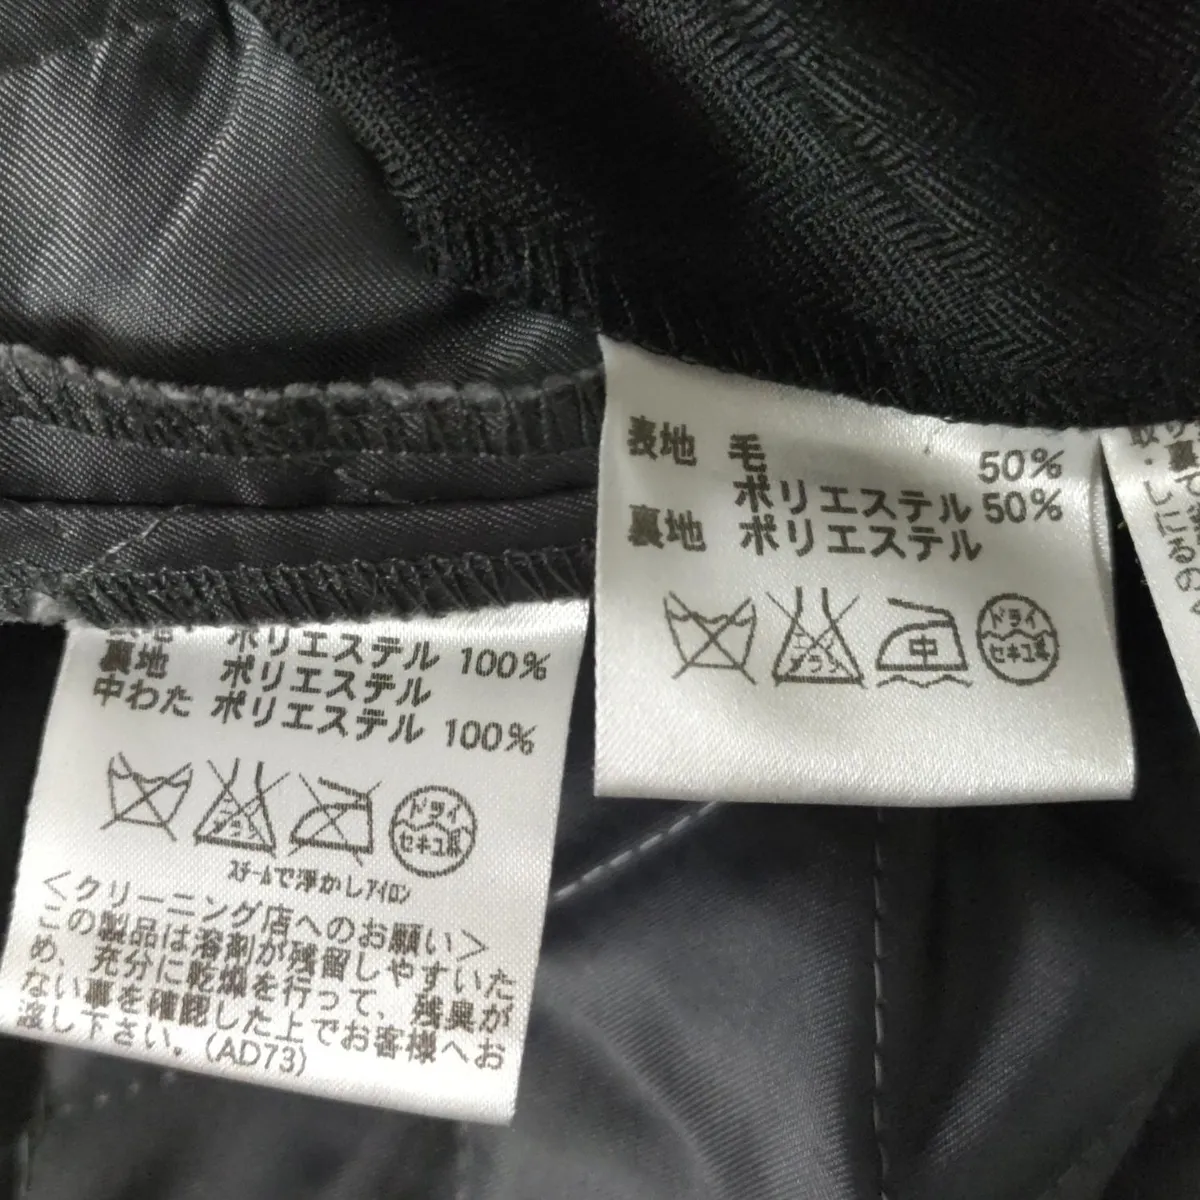 表地 毛 50%
ポリエステル 50%
裏地 ポリエステル
中
ドライ
セキユ系
ポリエステル 100%
裏地 ポリエステル
中わた ポリエステル 100%
ドライ
セキユ系
スチームで浮かしアイロン
<クリーニング店へのお願い>
この製品は溶剤が残留しやすいた
め、充分に乾燥を行って、残臭が
ない事を確認した上でお客様へお
渡し下さい。(AD73)